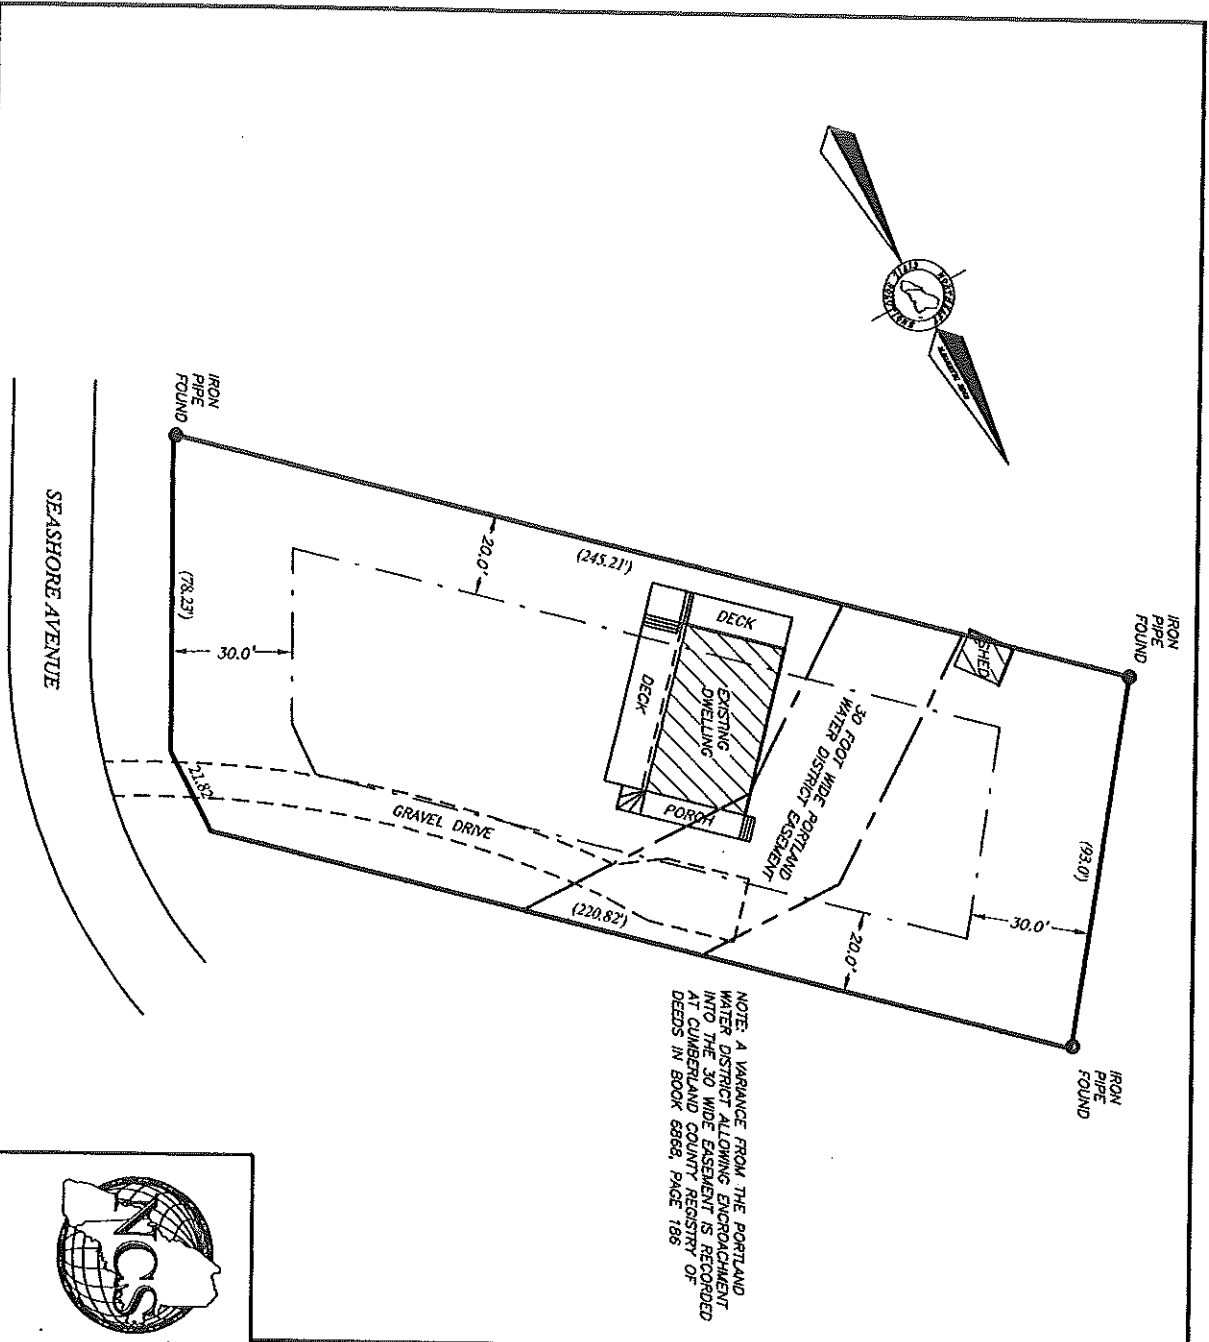 IRON
PIPE
FOUND
IRON
PIPE
FOUND
IRON
PIPE
FOUND
(93.0')
30.0'
20.0'
SHED
30 FOOT WIDE PORTLAND
WATER DISTRICT EASEMENT
(245.21')
20.0'
DECK
EXISTING
DWELLING
DECK
PORCH
(220.82')
GRAVEL DRIVE
30.0'
(78.23')
21.82'
SEASHORE AVENUE
NOTE: A VARIANCE FROM THE PORTLAND
WATER DISTRICT ALLOWING ENCROACHMENT
INTO THE 30 WIDE EASEMENT IS RECORDED
AT CUMBERLAND COUNTY REGISTRY OF
DEEDS IN BOOK 6868, PAGE 186
NCS